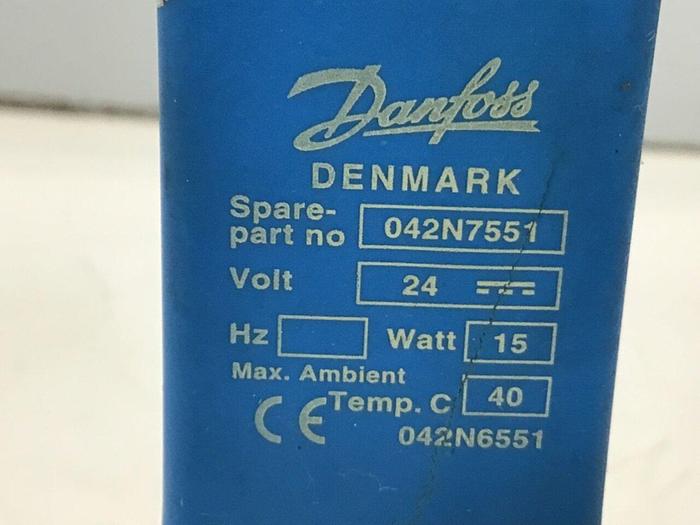 Danfoss
DENMARK
Spare-
part no 042N7551
Volt 24 ⎓
Hz Watt 15
Max. Ambient
Temp. C 40
CE 042N6551